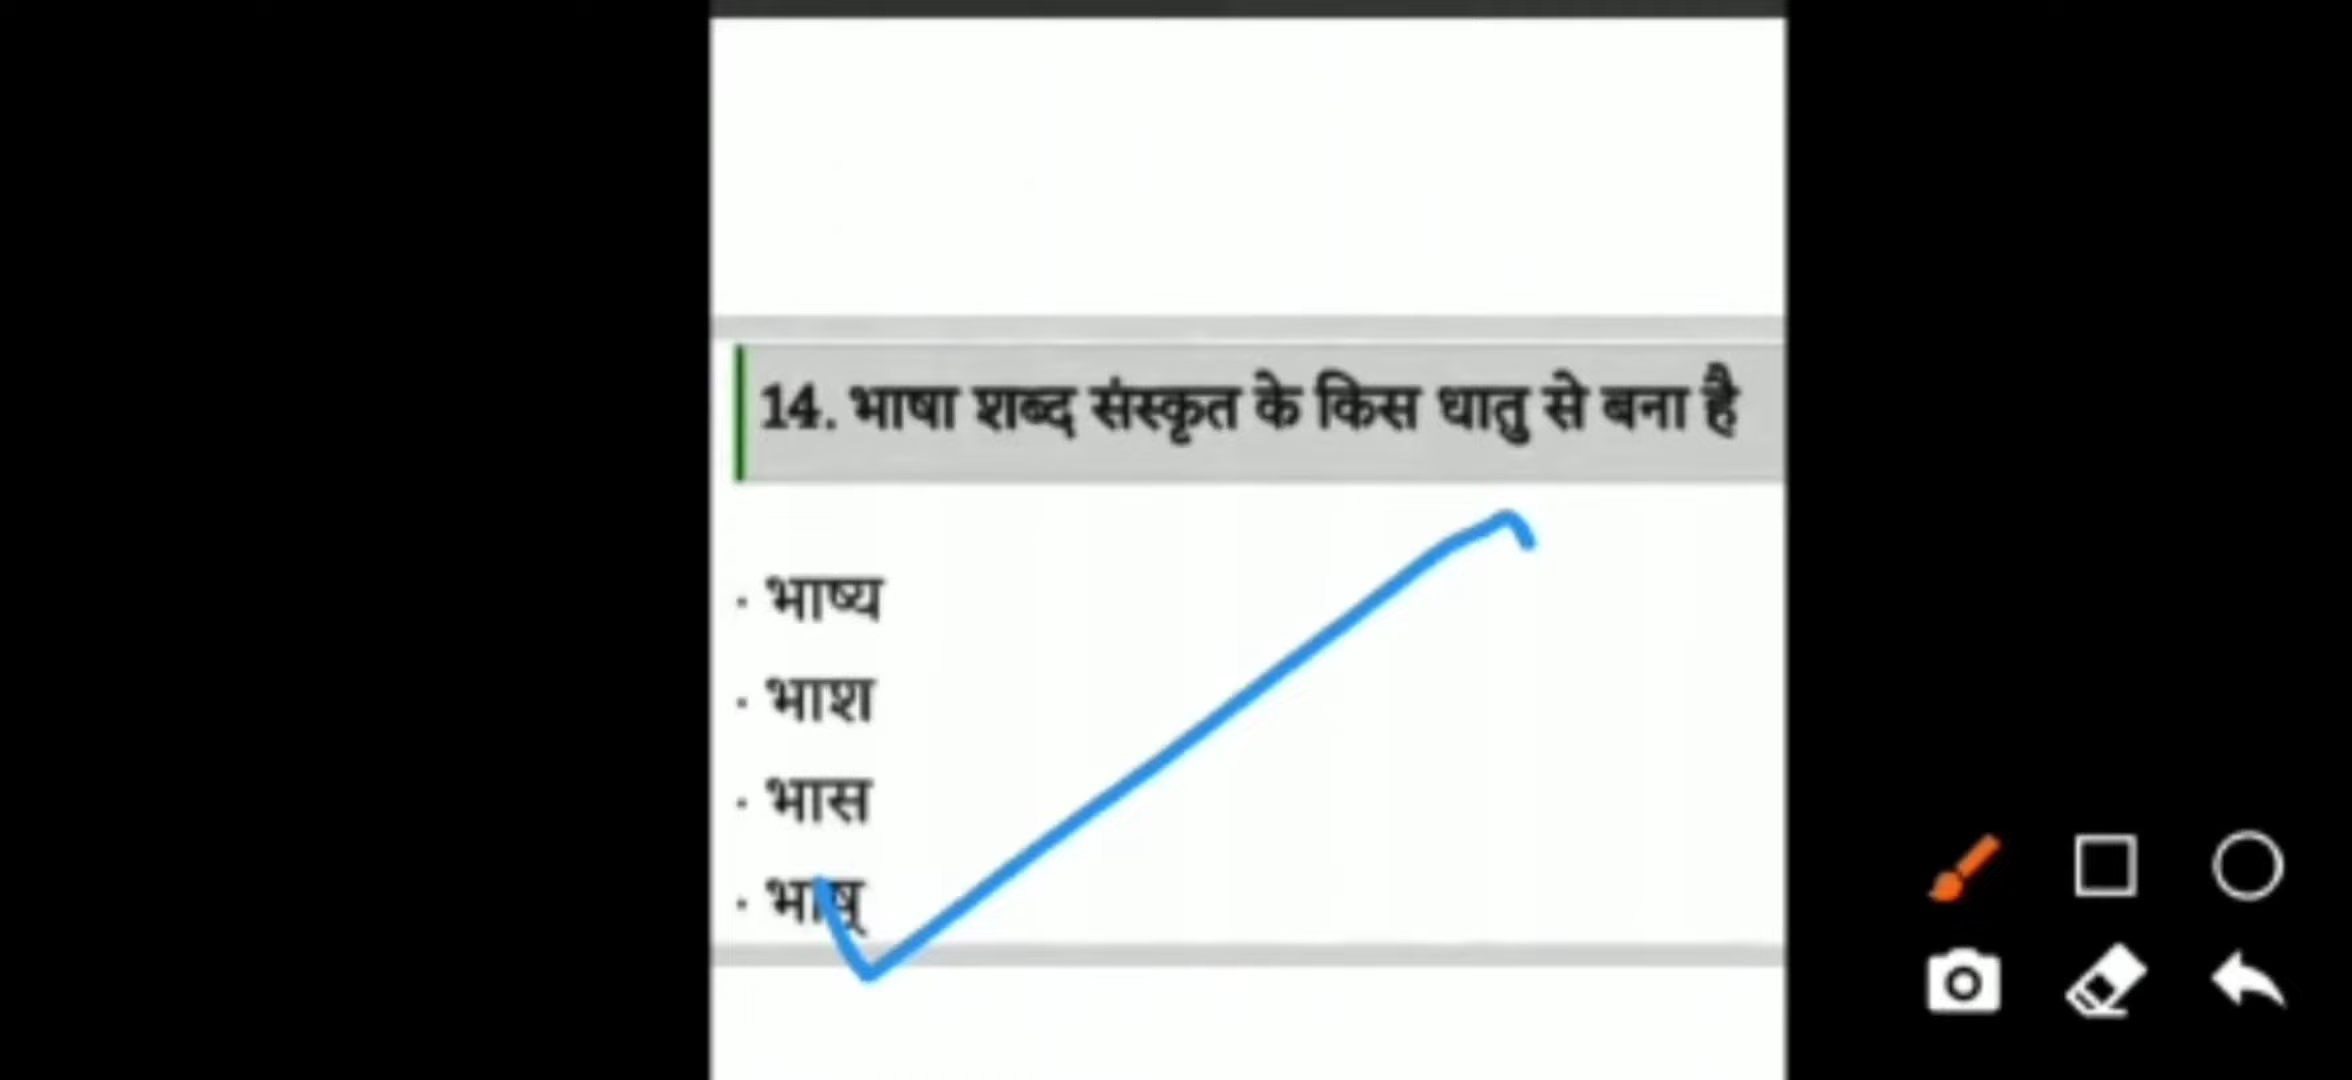 14. भाषा शब्द संस्कृत के किस धातु से बना है
· भाष्य
· भाश
· भास
· भाष्